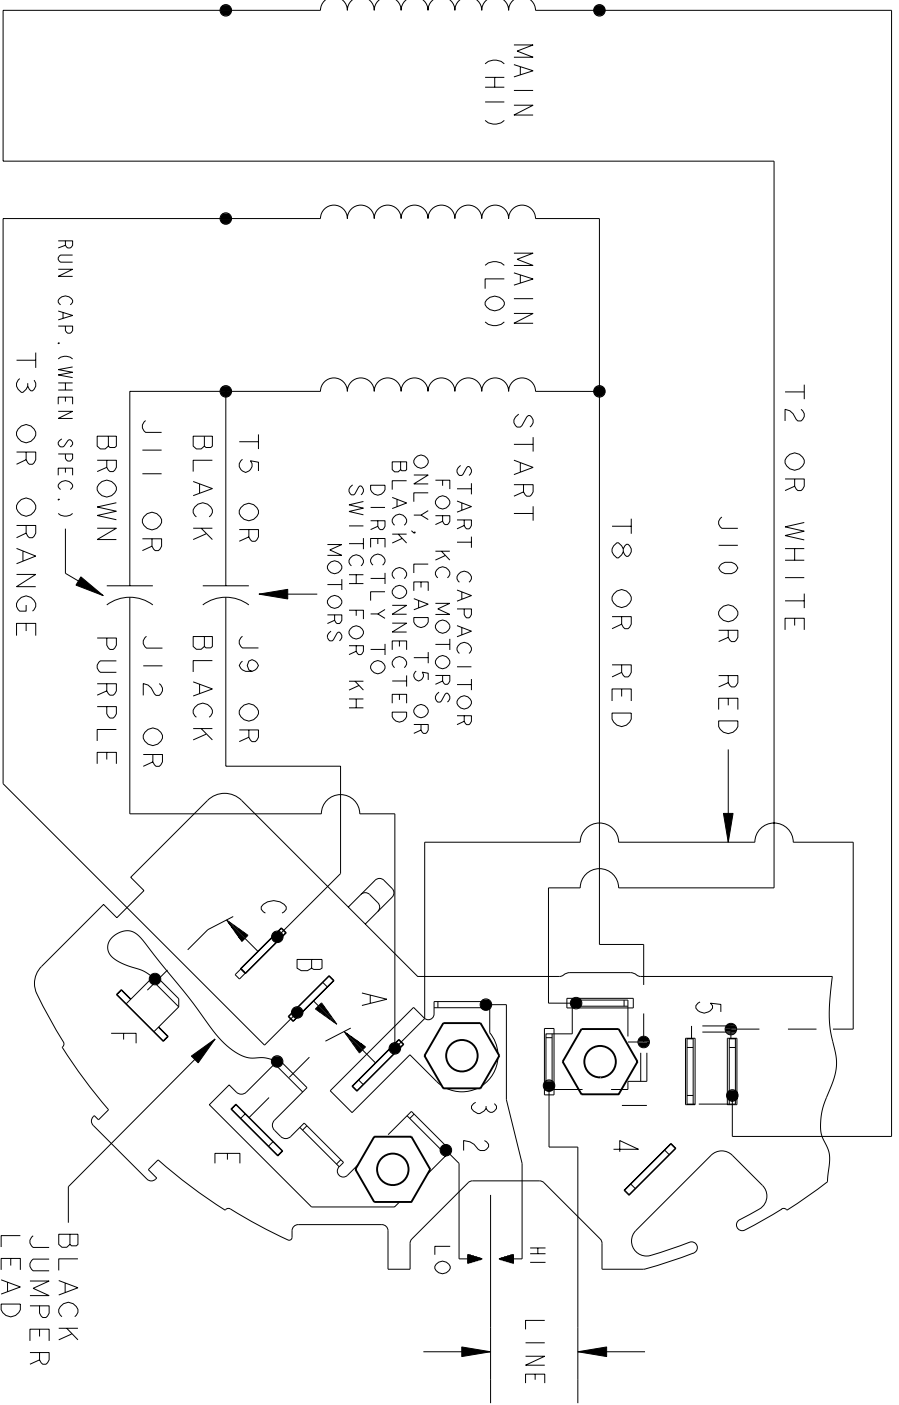 MAIN
(HI)
MAIN
(LO)
START
RUN CAP. (WHEN SPEC.)
T3 OR ORANGE
J11 OR
BROWN
T5 OR
BLACK
START CAPACITOR
FOR KC MOTORS
ONLY, LEAD T5 OR
BLACK CONNECTED
DIRECTLY TO
SWITCH FOR KH
MOTORS
T8 OR RED
J10 OR RED
T2 OR WHITE
J12 OR
PURPLE
J9 OR
BLACK
C
B
A
F
E
5
3
2
1
4
HI
LO
LINE
BLACK
JUMPER
LEAD